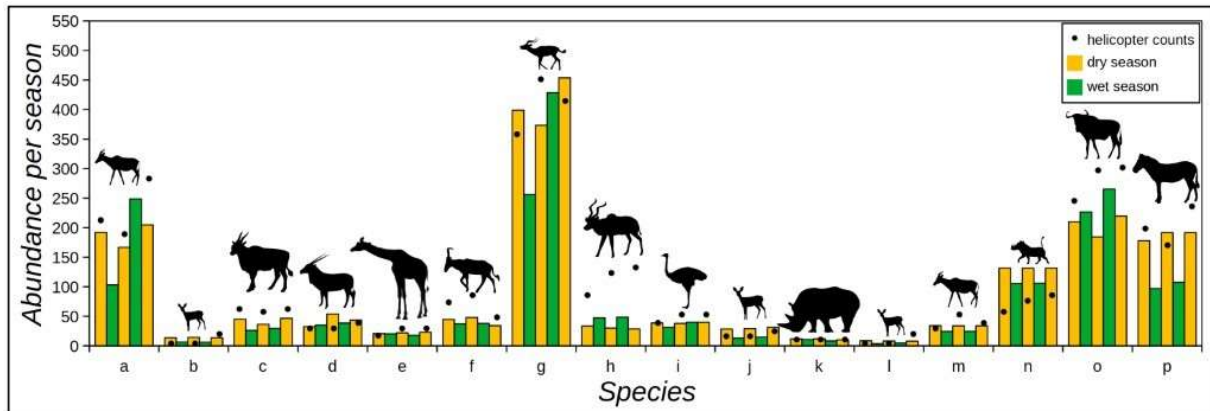 Abundance per season
550
500
450
400
350
300
250
200
150
100
50
0
helicopter counts
dry season
wet season
a b c d e f g h i j k l m n o p
Species